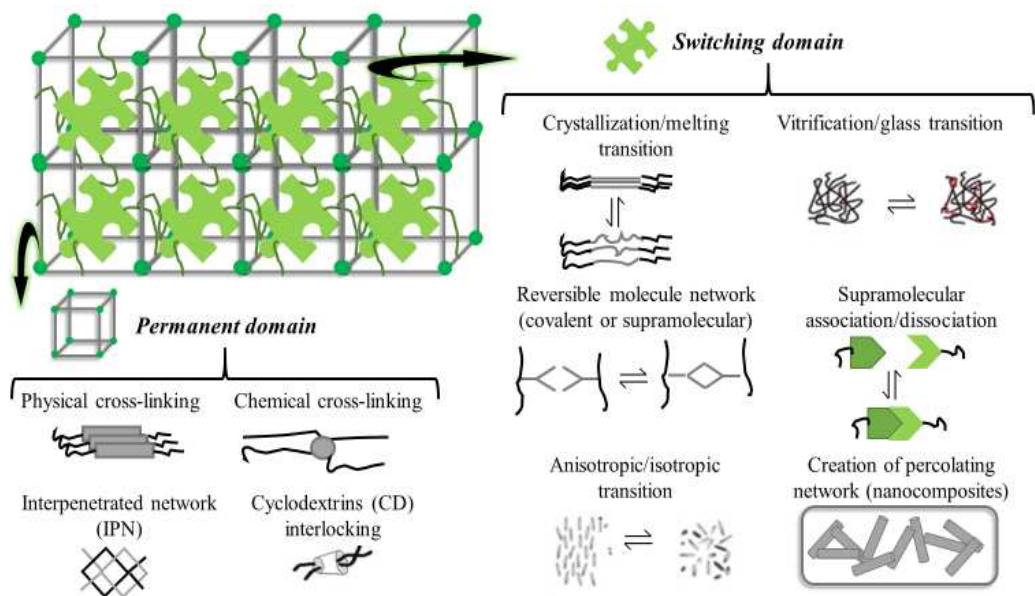 Switching domain
Crystallization/melting
transition
Vitrification/glass transition
Reversible molecule network
(covalent or supramolecular)
Supramolecular
association/dissociation
Anisotropic/isotropic
transition
Creation of percolating
network (nanocomposites)
Permanent domain
Physical cross-linking
Chemical cross-linking
Interpenetrated network
(IPN)
Cyclodextrins (CD)
interlocking